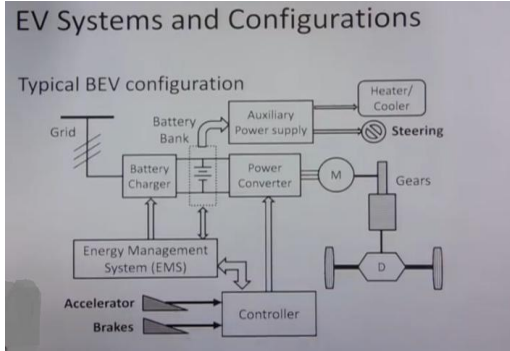 EV Systems and Configurations
Typical BEV configuration
Heater/
Cooler
Auxiliary
Power supply
Battery
Bank
Steering
Grid
Battery
Charger
Power
Converter
M
Gears
Energy Management
System (EMS)
D
Accelerator
Brakes
Controller